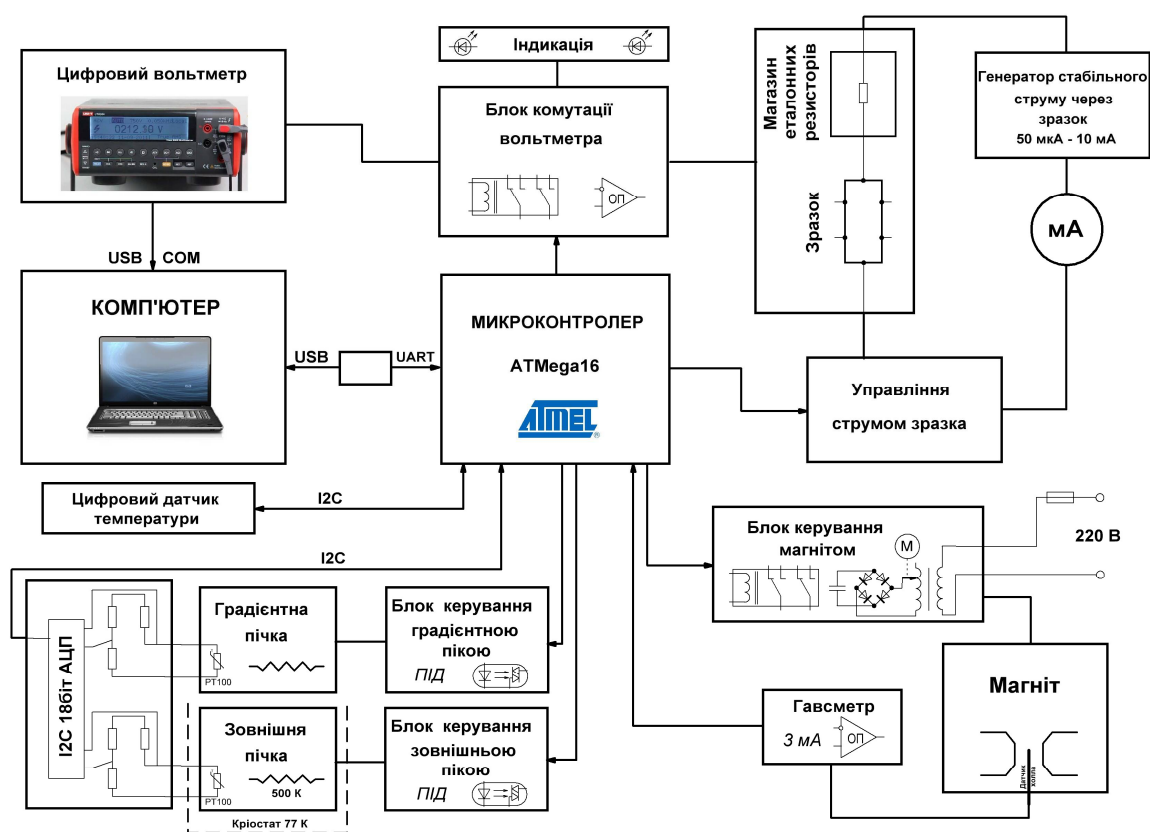 Цифровий вольтметр
0212.50 V
USB COM
КОМП'ЮТЕР
USB
UART
Індикація
Блок комутації
вольтметра
ОП
МИКРОКОНТРОЛЕР
ATMega16
ATMEL
®
Магазин
еталонних
резисторів
Зразок
Генератор стабільного
струму через
зразок
50 мкА - 10 мА
мА
Управління
струмом зразка
Цифровий датчик
температури
I2C
I2C
I2C 18біт АЦП
PT100
PT100
Градієнтна
пічка
Зовнішня
пічка
500 К
Кріостат 77 К
Блок керування
градієнтною
пікою
ПІД
Блок керування
зовнішньою
пікою
ПІД
Блок керування
магнітом
М
220 В
Гавсметр
3 мА
ОП
Магніт
Датчик
холла